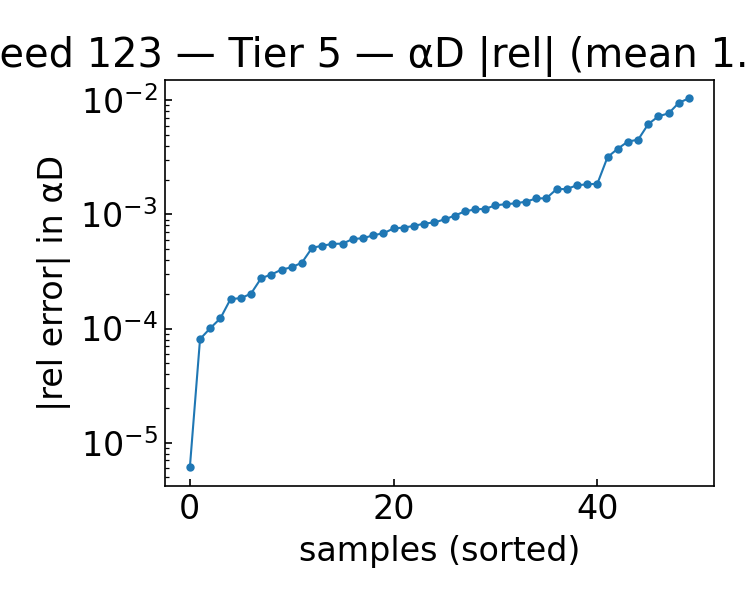 eed 123 — Tier 5 — αD |rel| (mean 1.
10⁻²
10⁻³
10⁻⁴
10⁻⁵
|rel error| in αD
0 20 40
samples (sorted)